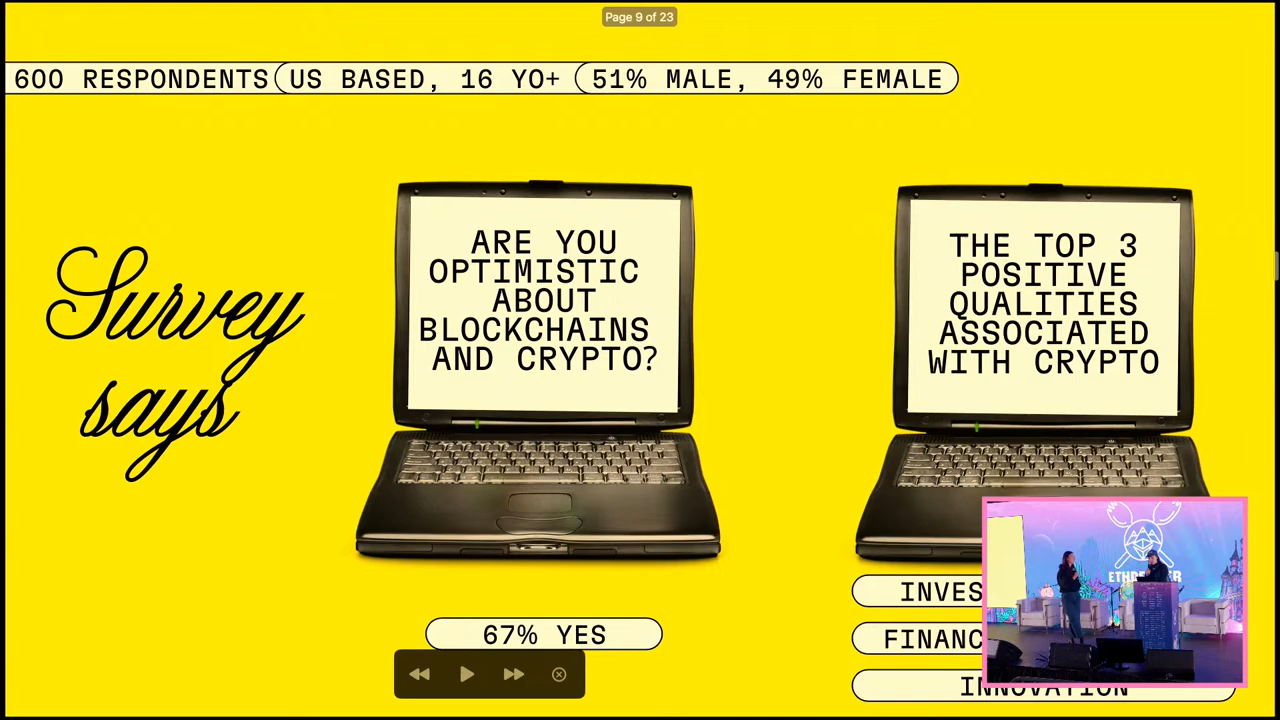 Page 9 of 23
600 RESPONDENTS
US BASED, 16 YO+
51% MALE, 49% FEMALE
Survey
says
ARE YOU
OPTIMISTIC
ABOUT
BLOCKCHAINS
AND CRYPTO?
67% YES
THE TOP 3
POSITIVE
QUALITIES
ASSOCIATED
WITH CRYPTO
INNOVATION